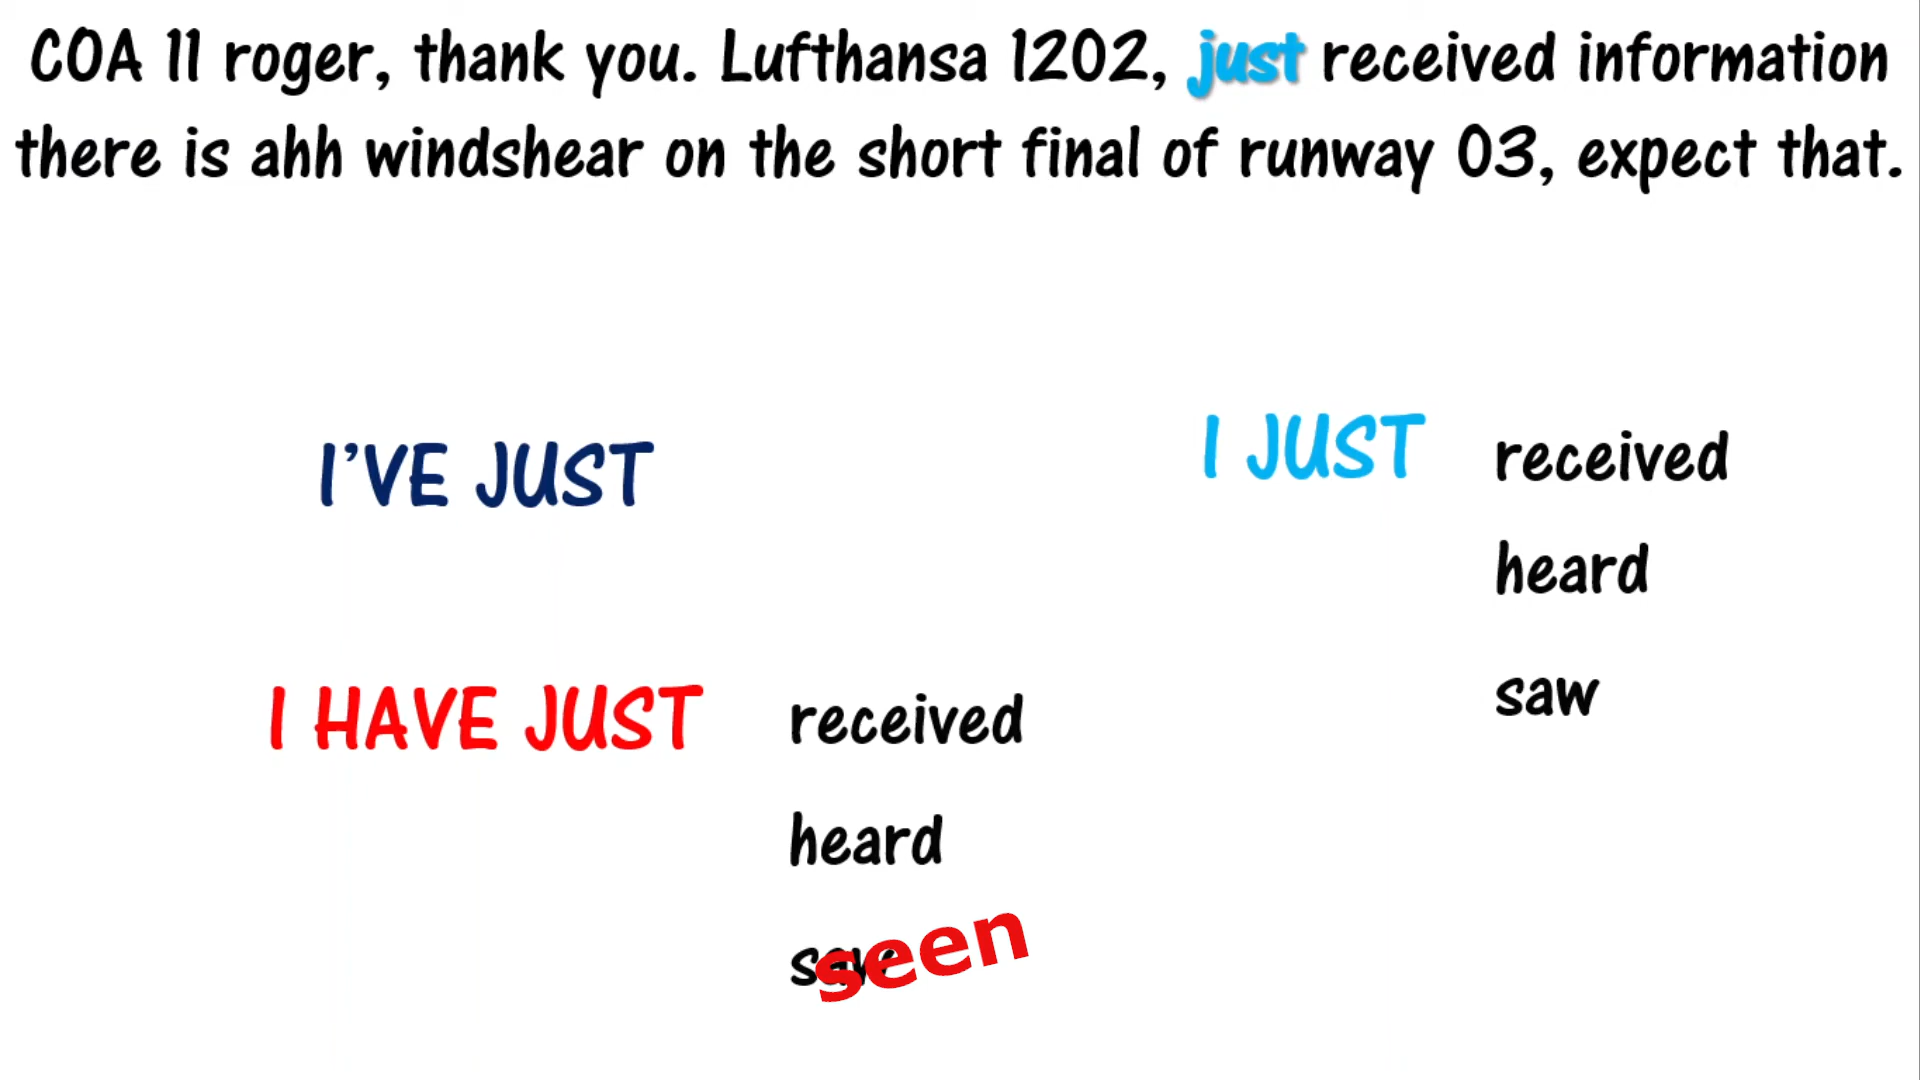 COA 11 roger, thank you. Lufthansa 1202, just received information
there is ahh windshear on the short final of runway 03, expect that.
I'VE JUST
I JUST received
heard
saw
I HAVE JUST received
heard
saw
seen